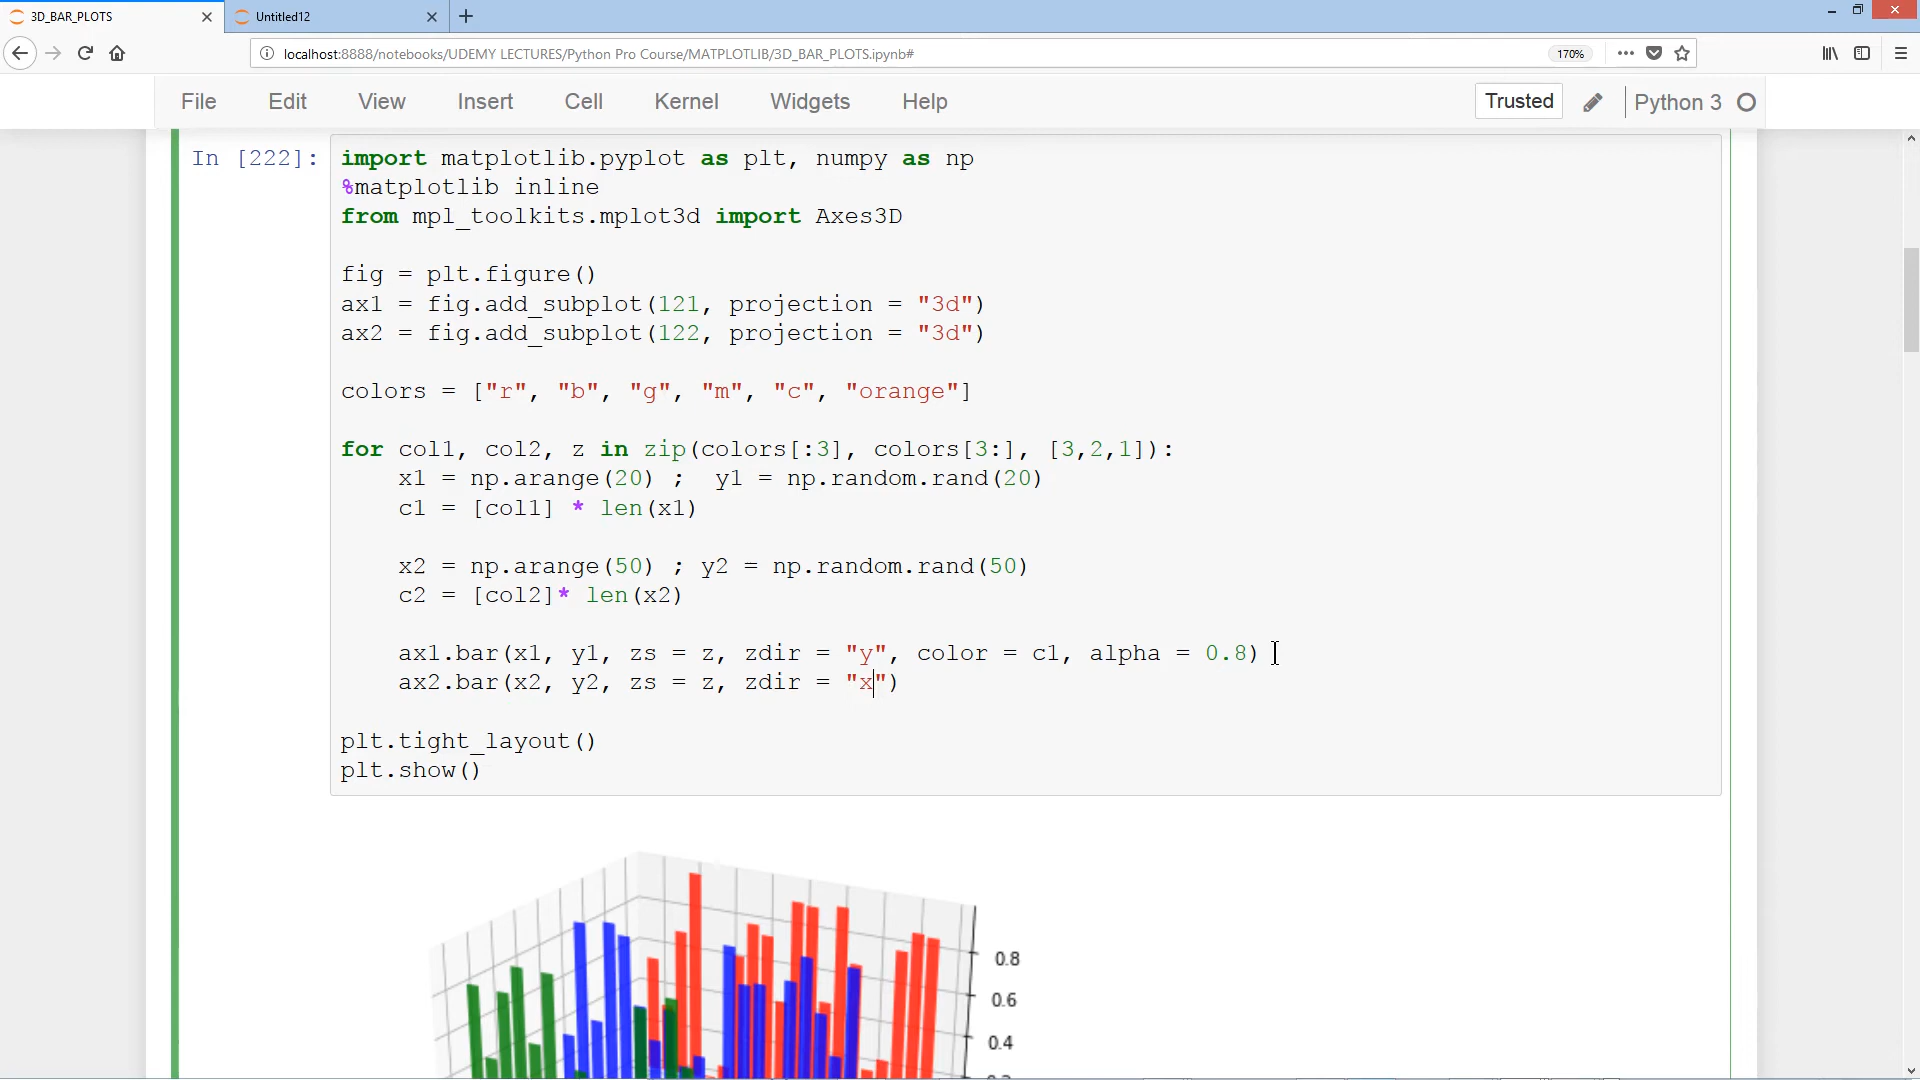 3D_BAR_PLOTS
Untitled12
localhost:8888/notebooks/UDEMY LECTURES/Python Pro Course/MATPLOTLIB/3D_BAR_PLOTS.ipynb#
170%
File Edit View Insert Cell Kernel Widgets Help Trusted Python 3
In [222]:
import matplotlib.pyplot as plt, numpy as np
%matplotlib inline
from mpl_toolkits.mplot3d import Axes3D
fig = plt.figure()
ax1 = fig.add_subplot(121, projection = "3d")
ax2 = fig.add_subplot(122, projection = "3d")
colors = ["r", "b", "g", "m", "c", "orange"]
for col1, col2, z in zip(colors[:3], colors[3:], [3,2,1]):
x1 = np.arange(20) ;  y1 = np.random.rand(20)
c1 = [col1] * len(x1)
x2 = np.arange(50) ; y2 = np.random.rand(50)
c2 = [col2]* len(x2)
ax1.bar(x1, y1, zs = z, zdir = "y", color = c1, alpha = 0.8)
ax2.bar(x2, y2, zs = z, zdir = "x")
plt.tight_layout()
plt.show()
0.8
0.6
0.4